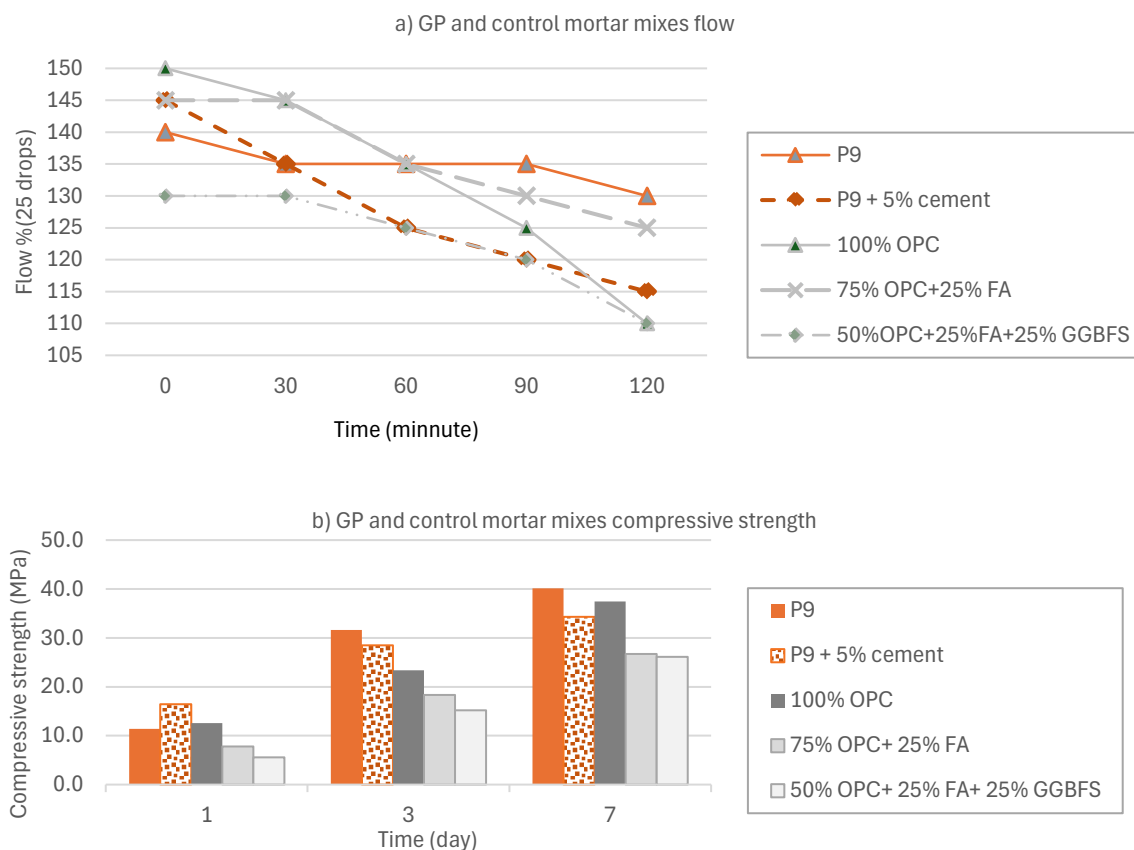 a) GP and control mortar mixes flow
Flow %(25 drops)
150
145
140
135
130
125
120
115
110
105
0 30 60 90 120
Time (minnute)
P9
P9 + 5% cement
100% OPC
75% OPC+25% FA
50%OPC+25%FA+25% GGBFS
b) GP and control mortar mixes compressive strength
Compressive strength (MPa)
50.0
40.0
30.0
20.0
10.0
0.0
1 3 7
Time (day)
P9
P9 + 5% cement
100% OPC
75% OPC+ 25% FA
50% OPC+ 25% FA+ 25% GGBFS